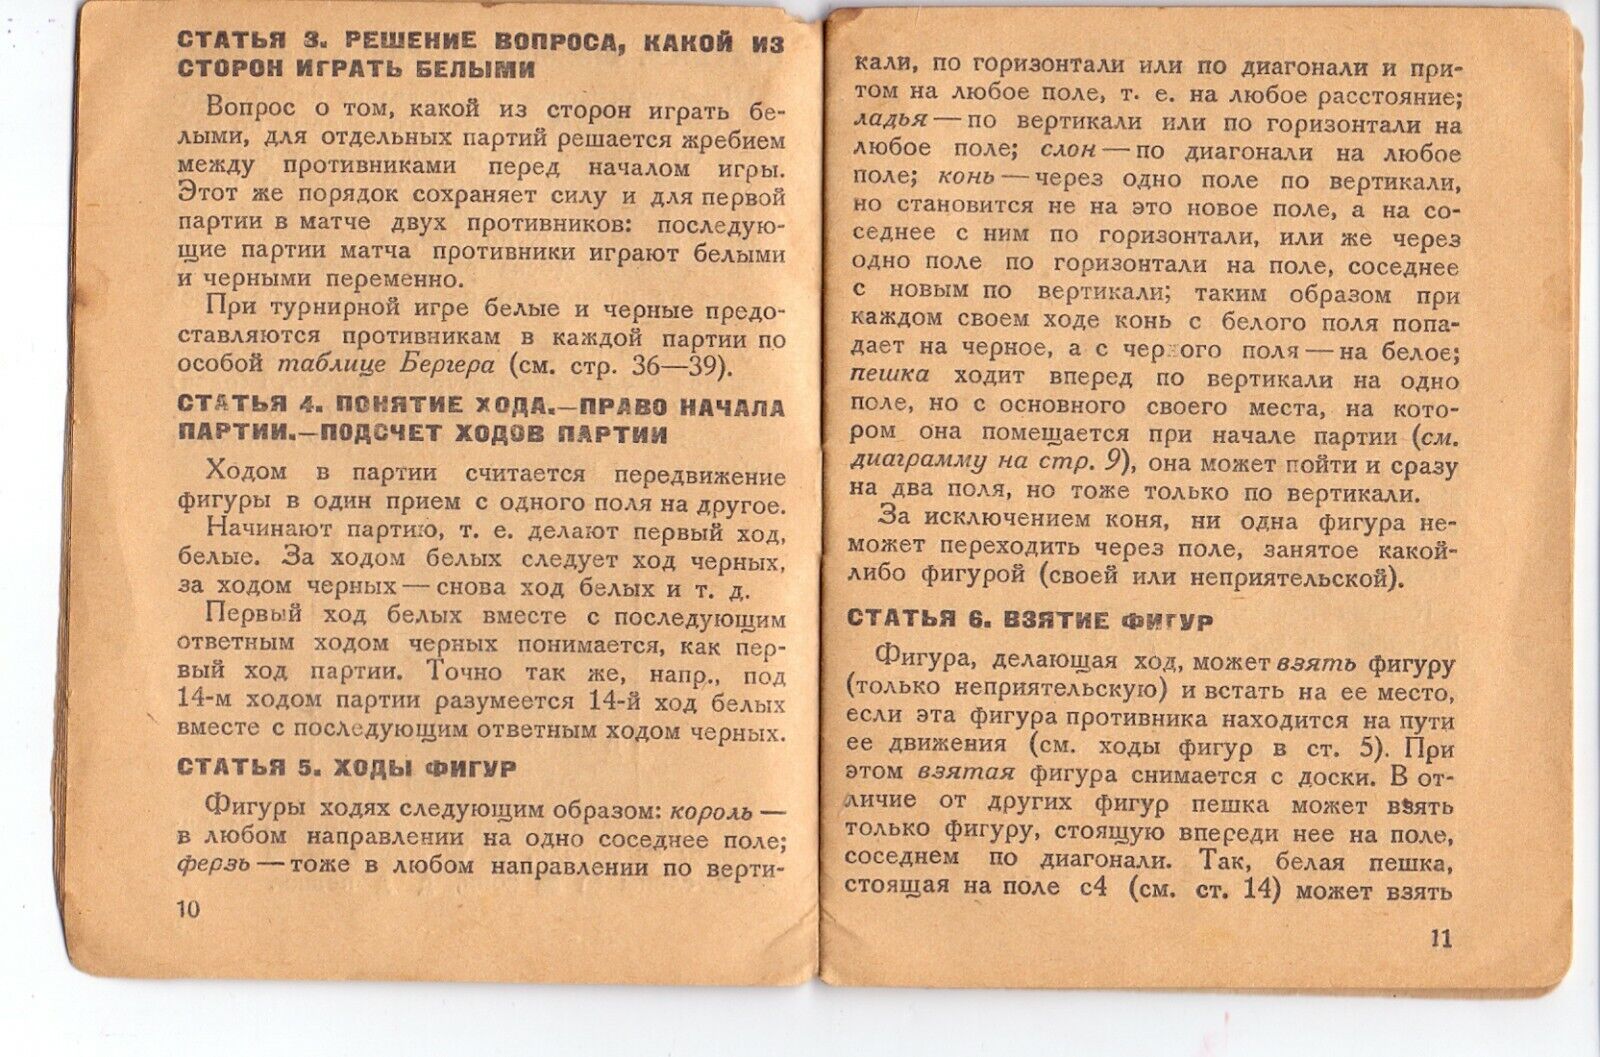 СТАТЬЯ 3. РЕШЕНИЕ ВОПРОСА, КАКОЙ ИЗ
СТОРОН ИГРАТЬ БЕЛЫМИ
Вопрос о том, какой из сторон играть бе-
лыми, для отдельных партий решается жребием
между противниками перед началом игры.
Этот же порядок сохраняет силу и для первой
партии в матче двух противников: последую-
щие партии матча противники играют белыми
и черными переменно.
При турнирной игре белые и черные предо-
ставляются противникам в каждой партии по
особой таблице Бергера (см. стр. 36—39).
СТАТЬЯ 4. ПОНЯТИЕ ХОДА.—ПРАВО НАЧАЛА
ПАРТИИ.—ПОДСЧЕТ ХОДОВ ПАРТИИ
Ходом в партии считается передвижение
фигуры в один прием с одного поля на другое.
Начинают партию, т. е. делают первый ход,
белые. За ходом белых следует ход черных,
за ходом черных — снова ход белых и т. д.
Первый ход белых вместе с последующим
ответным ходом черных понимается, как пер-
вый ход партии. Точно так же, напр., под
14-м ходом партии разумеется 14-й ход белых
вместе с последующим ответным ходом черных.
СТАТЬЯ 5. ХОДЫ ФИГУР
Фигуры ходях следующим образом: король —
в любом направлении на одно соседнее поле;
ферзь — тоже в любом направлении по верти-
10
кали, по горизонтали или по диагонали и при-
том на любое поле, т. е. на любое расстояние;
ладья — по вертикали или по горизонтали на
любое поле; слон — по диагонали на любое
поле; конь — через одно поле по вертикали,
но становится не на это новое поле, а на со-
седнее с ним по горизонтали, или же через
одно поле по горизонтали на поле, соседнее
с новым по вертикали; таким образом при
каждом своем ходе конь с белого поля попа-
дает на черное, а с черного поля — на белое;
пешка ходит вперед по вертикали на одно
поле, но с основного своего места, на кото-
ром она помещается при начале партии (см.
диаграмму на стр. 9), она может пойти и сразу
на два поля, но тоже только по вертикали.
За исключением коня, ни одна фигура не-
может переходить через поле, занятое какой-
либо фигурой (своей или неприятельской).
СТАТЬЯ 6. ВЗЯТИЕ ФИГУР
Фигура, делающая ход, может взять фигуру
(только неприятельскую) и встать на ее место,
если эта фигура противника находится на пути
ее движения (см. ходы фигур в ст. 5). При
этом взятая фигура снимается с доски. В от-
личие от других фигур пешка может взять
только фигуру, стоящую впереди нее на поле,
соседнем по диагонали. Так, белая пешка,
стоящая на поле с4 (см. ст. 14) может взять
11